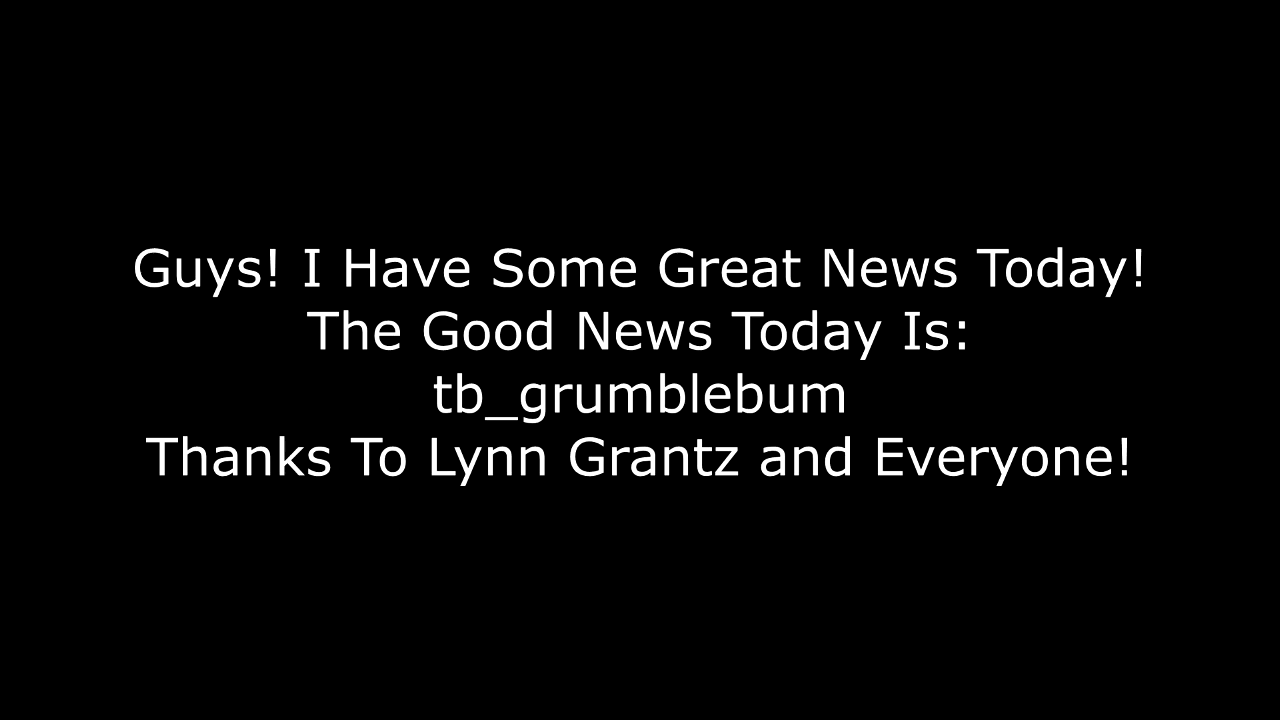 Guys! I Have Some Great News Today!
The Good News Today Is:
tb_grumblebum
Thanks To Lynn Grantz and Everyone!